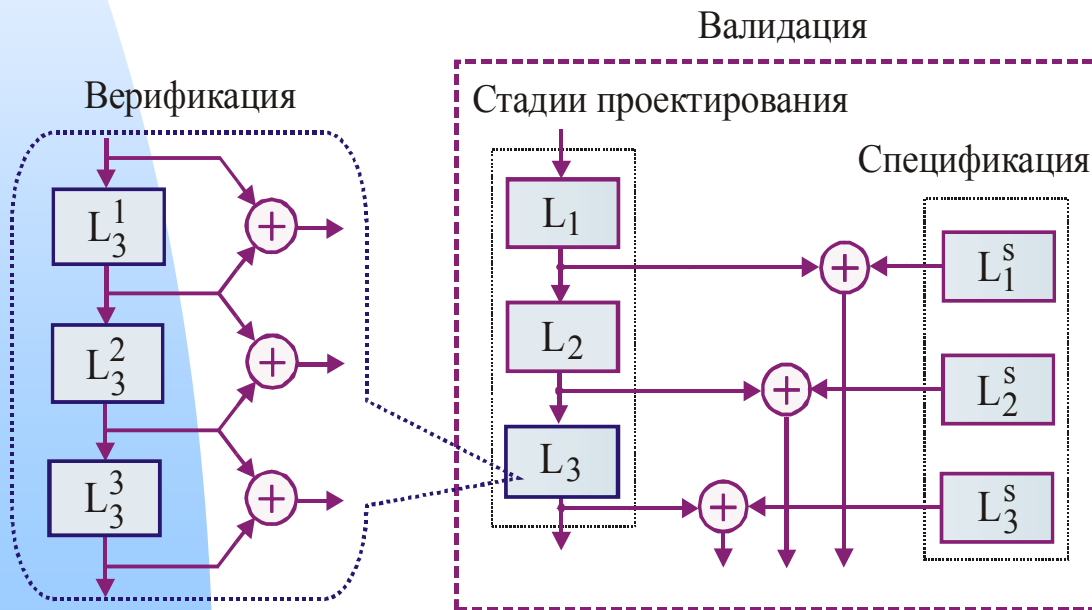 Валидация
Верификация
Стадии проектирования
Спецификация
L₃¹
L₃²
L₃³
L₁
L₂
L₃
L₁ˢ
L₂ˢ
L₃ˢ